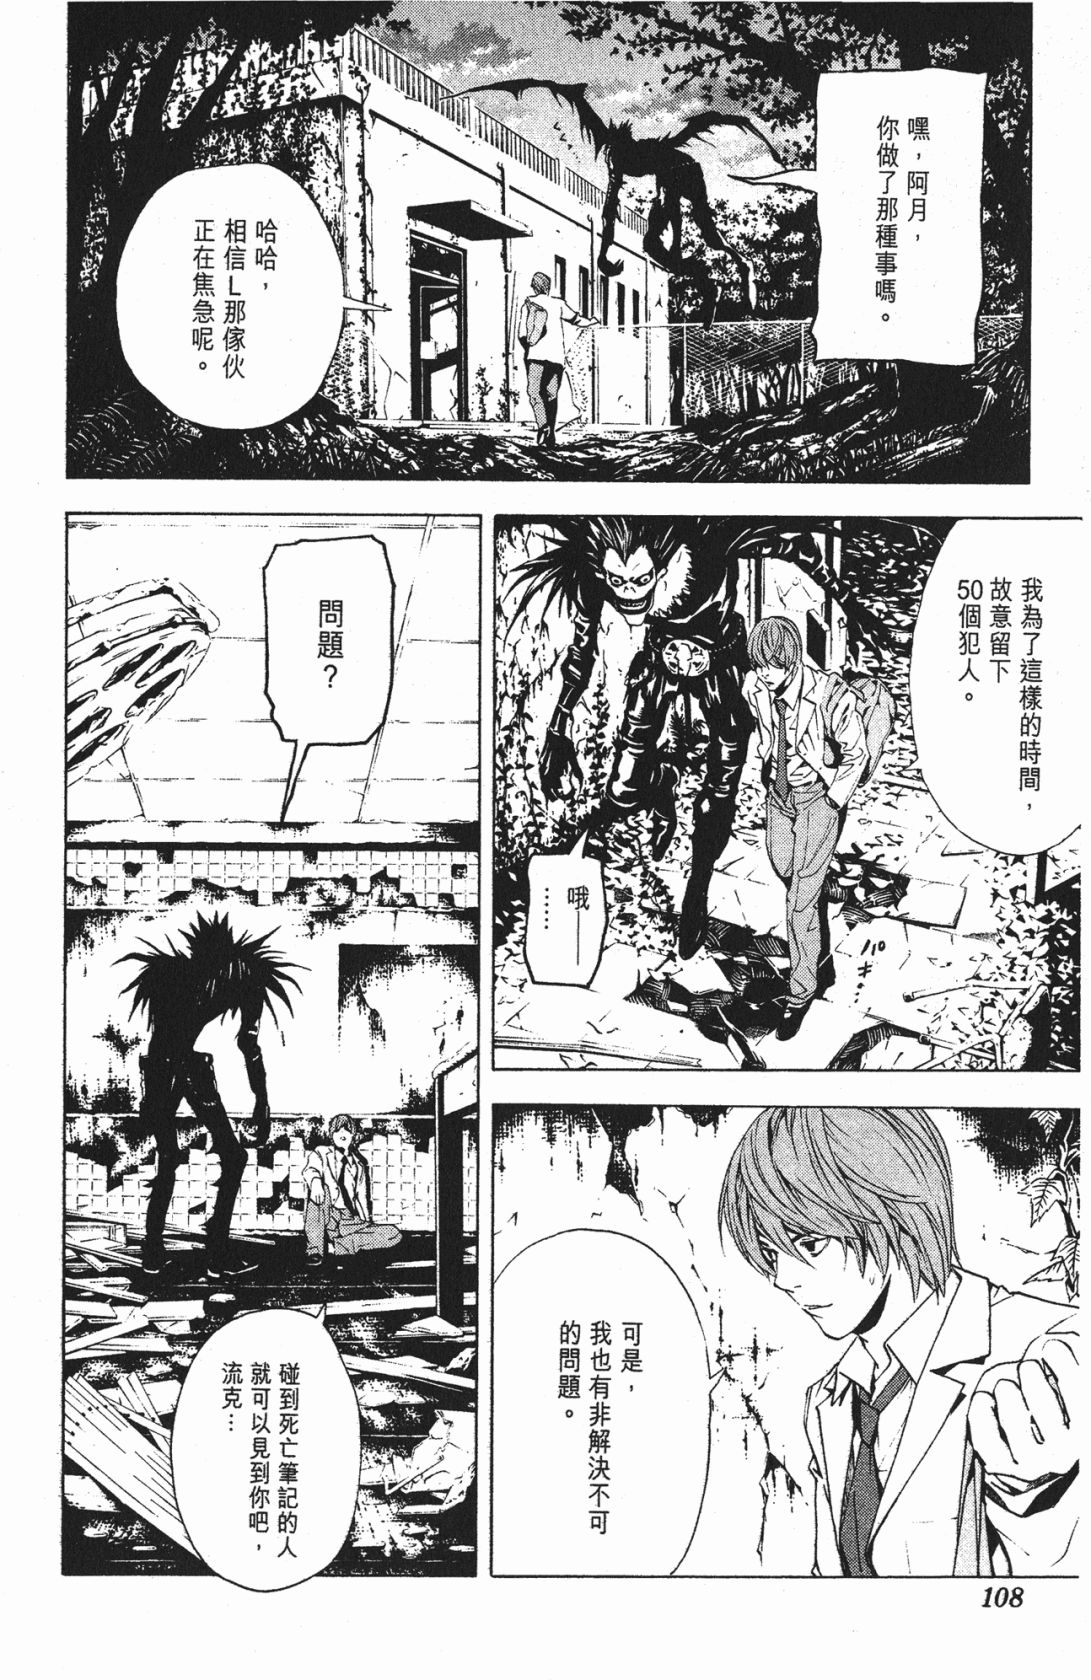 嘿，阿月，
你做了那種事嗎。
哈哈，
相信L那傢伙
正在焦急呢。
我為了這樣的時間，
故意留下
50個犯人。
哦—
……
パキ…
可是，
我也有非解決不可
的問題。
問題？
碰到死亡筆記的人
就可以見到你吧，
流克…
108